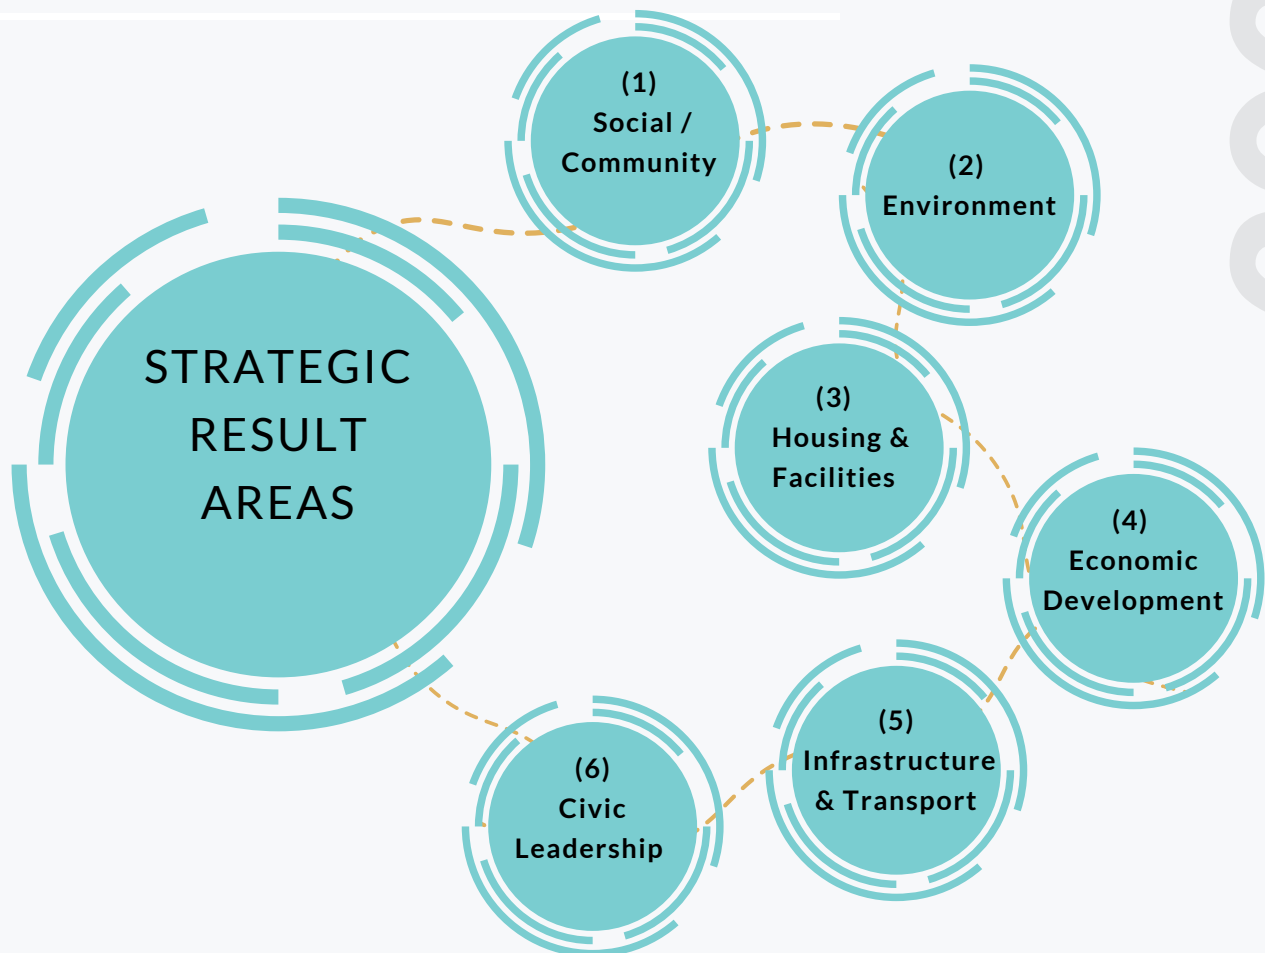 STRATEGIC
RESULT
AREAS
(1)
Social /
Community
(2)
Environment
(3)
Housing &
Facilities
(4)
Economic
Development
(5)
Infrastructure
& Transport
(6)
Civic
Leadership